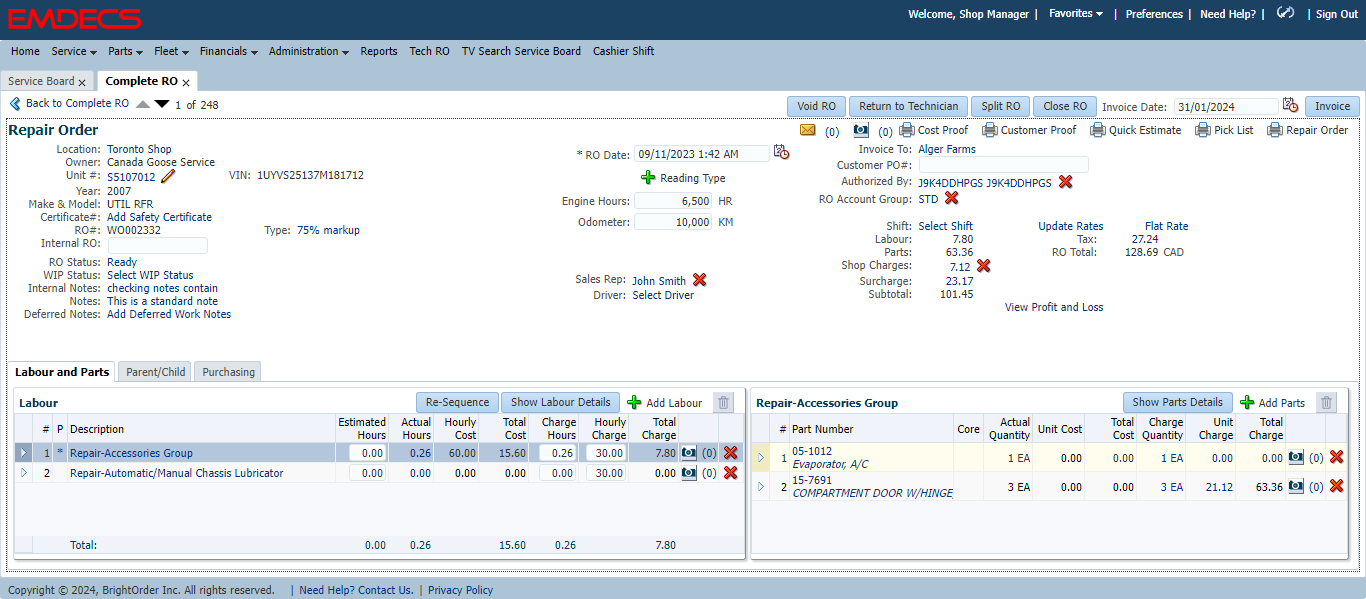 EMDECS
Welcome, Shop Manager | Favorites | Preferences | Need Help? | | Sign Out
Home Service Parts Fleet Financials Administration Reports Tech RO TV Search Service Board Cashier Shift
Service Board x Complete RO x
Back to Complete RO 1 of 248 Void RO Return to Technician Split RO Close RO Invoice Date: 31/01/2024 Invoice
Repair Order (0) (0) Cost Proof Customer Proof Quick Estimate Pick List Repair Order
Location: Toronto Shop
Owner: Canada Goose Service
Unit #: S5107012 VIN: 1UYVS25137M181712
Year: 2007
Make & Model: UTIL RFR
Certificate#: Add Safety Certificate
RO#: WO002332 Type: 75% markup
Internal RO:
RO Status: Ready
WIP Status: Select WIP Status
Internal Notes: checking notes contain
Notes: This is a standard note
Deferred Notes: Add Deferred Work Notes
* RO Date: 09/11/2023 1:42 AM
Reading Type
Engine Hours: 6,500 HR
Odometer: 10,000 KM
Sales Rep: John Smith
Driver: Select Driver
Invoice To: Alger Farms
Customer PO#:
Authorized By: J9K4DDHPGS J9K4DDHPGS
RO Account Group: STD
Shift: Select Shift Update Rates Flat Rate
Labour: 7.80 Tax: 27.24
Parts: 63.36 RO Total: 128.69 CAD
Shop Charges: 7.12
Surcharge: 23.17
Subtotal: 101.45
View Profit and Loss
Labour and Parts Parent/Child Purchasing
Labour Re-Sequence Show Labour Details Add Labour
# P Description Estimated Hours Actual Hours Hourly Cost Total Cost Charge Hours Hourly Charge Total Charge
1 * Repair-Accessories Group 0.00 0.26 60.00 15.60 0.26 30.00 7.80 (0)
2 Repair-Automatic/Manual Chassis Lubricator 0.00 0.00 0.00 0.00 0.00 30.00 0.00 (0)
Total: 0.00 0.26 15.60 0.26 7.80
Repair-Accessories Group Show Parts Details Add Parts
# Part Number Core Actual Quantity Unit Cost Total Cost Charge Quantity Unit Charge Total Charge
1 05-1012 1 EA 0.00 0.00 1 EA 0.00 0.00 (0)
Evaporator, A/C
2 15-7691 3 EA 0.00 0.00 3 EA 21.12 63.36 (0)
COMPARTMENT DOOR W/HINGE
Copyright © 2024, BrightOrder Inc. All rights reserved. | Need Help? Contact Us. | Privacy Policy